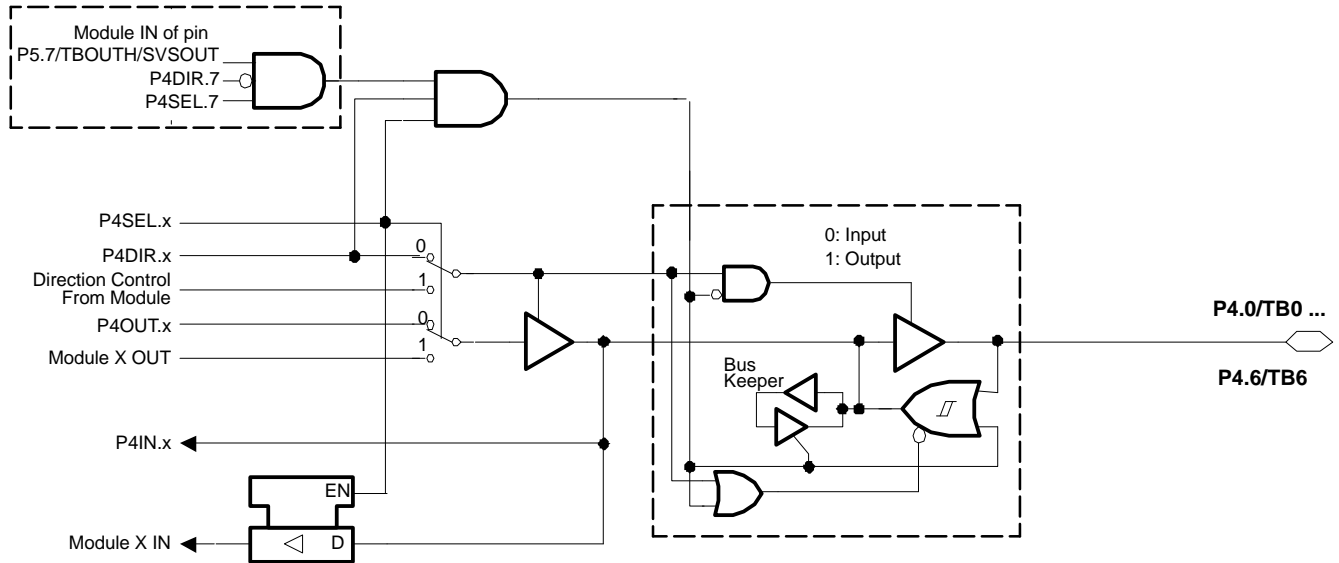 Module IN of pin
P5.7/TBOUTH/SVSOUT
P4DIR.7
P4SEL.7
P4SEL.x
P4DIR.x
0
Direction Control
From Module
1
P4OUT.x
0
Module X OUT
1
0: Input
1: Output
Bus
Keeper
P4.0/TB0 ...
P4.6/TB6
P4IN.x
EN
Module X IN
D